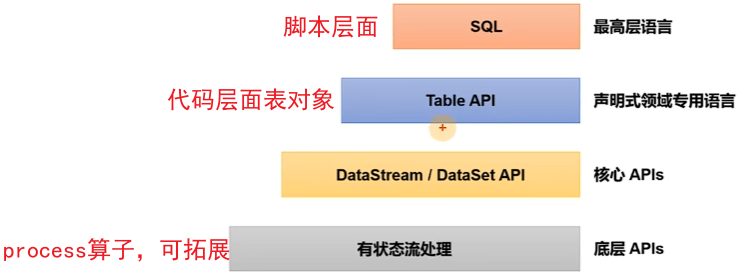 脚本层面 SQL 最高层语言
代码层面表对象 Table API 声明式领域专用语言
DataStream / DataSet API 核心 APIs
process算子，可拓展 有状态流处理 底层 APIs